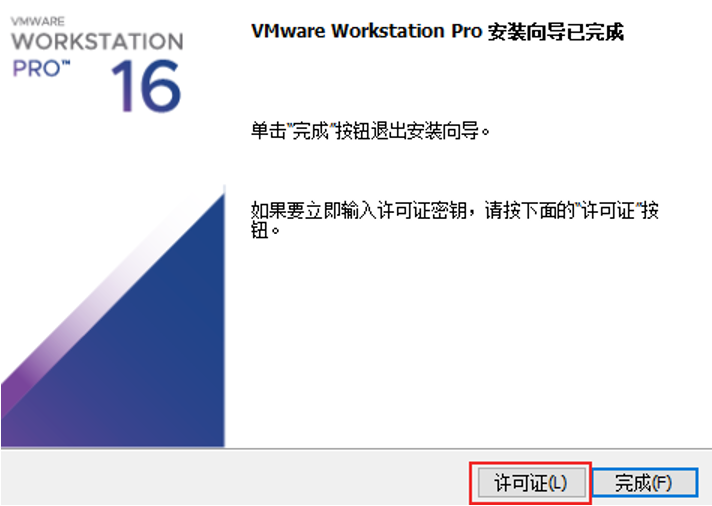 VMWARE
WORKSTATION
PRO™ 16
VMware Workstation Pro 安装向导已完成
单击"完成"按钮退出安装向导。
如果要立即输入许可证密钥，请按下面的"许可证"按
钮。
许可证(L)
完成(F)